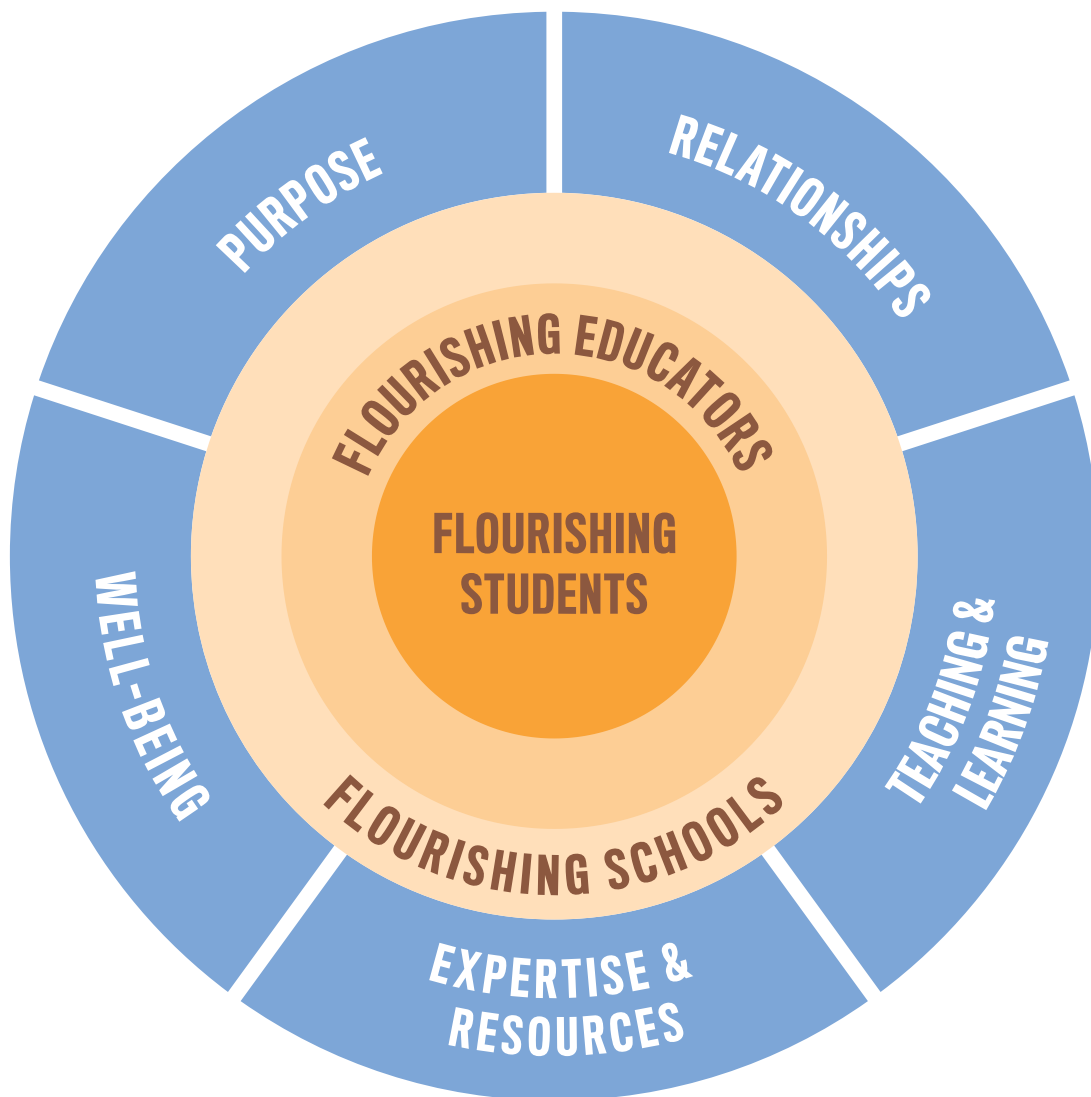 PURPOSE
RELATIONSHIPS
FLOURISHING EDUCATORS
FLOURISHING
STUDENTS
WELL-BEING
TEACHING &
LEARNING
FLOURISHING SCHOOLS
EXPERTISE &
RESOURCES